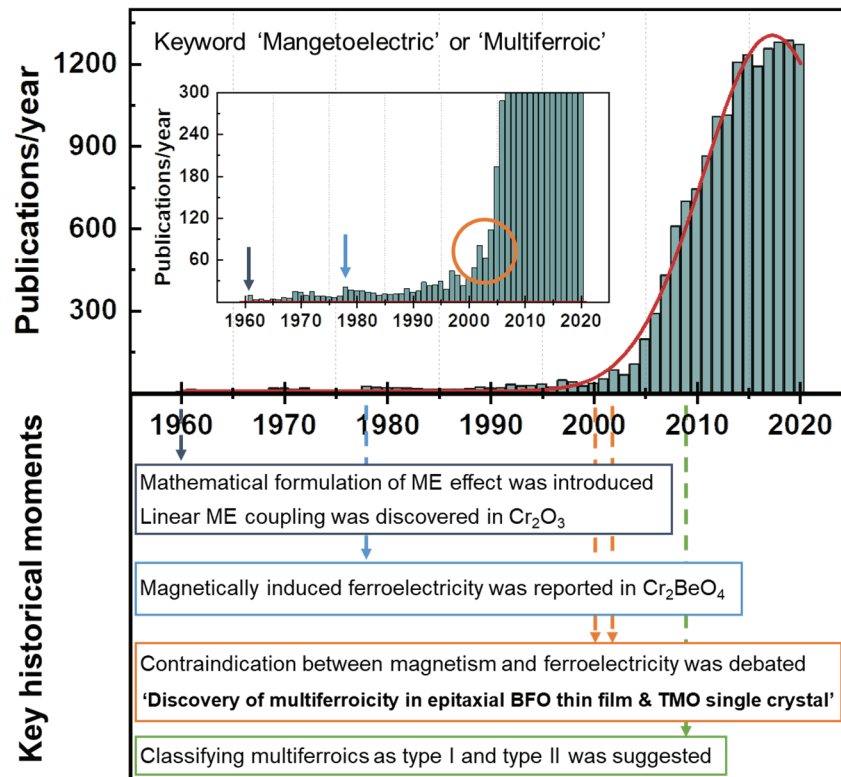 Keyword ‘Mangetoelectric’ or ‘Multiferroic’
Publications/year
1200
900
600
300
Publications/year
300
240
180
120
60
1960 1970 1980 1990 2000 2010 2020
1960 1970 1980 1990 2000 2010 2020
Key historical moments
Mathematical formulation of ME effect was introduced
Linear ME coupling was discovered in Cr₂O₃
Magnetically induced ferroelectricity was reported in Cr₂BeO₄
Contraindication between magnetism and ferroelectricity was debated
‘Discovery of multiferroicity in epitaxial BFO thin film & TMO single crystal’
Classifying multiferroics as type I and type II was suggested